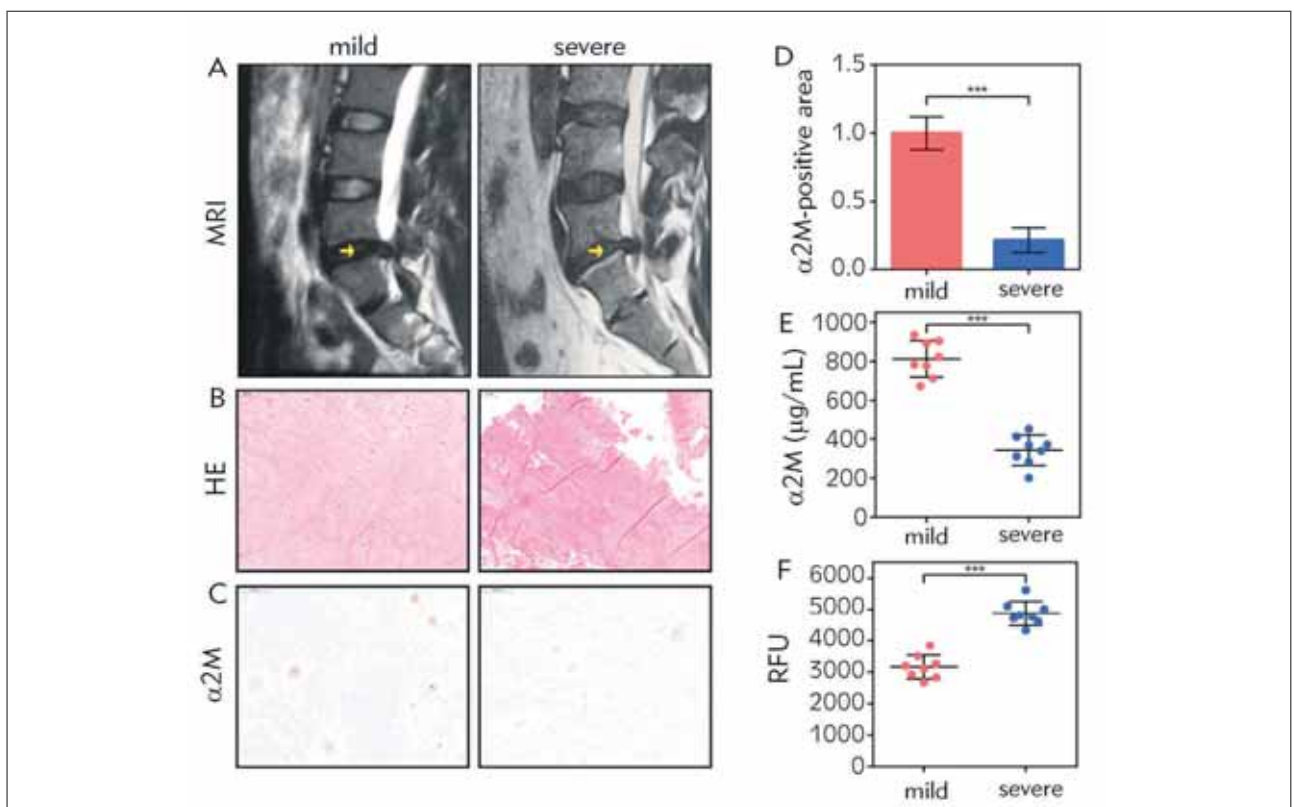 mild
severe
A
MRI
B
HE
C
α2M
D
α2M-positive area
1.5
1.0
0.5
0.0
***
mild
severe
E
α2M (µg/mL)
1000
800
600
400
200
0
***
mild
severe
F
RFU
6000
5000
4000
3000
2000
1000
0
***
mild
severe